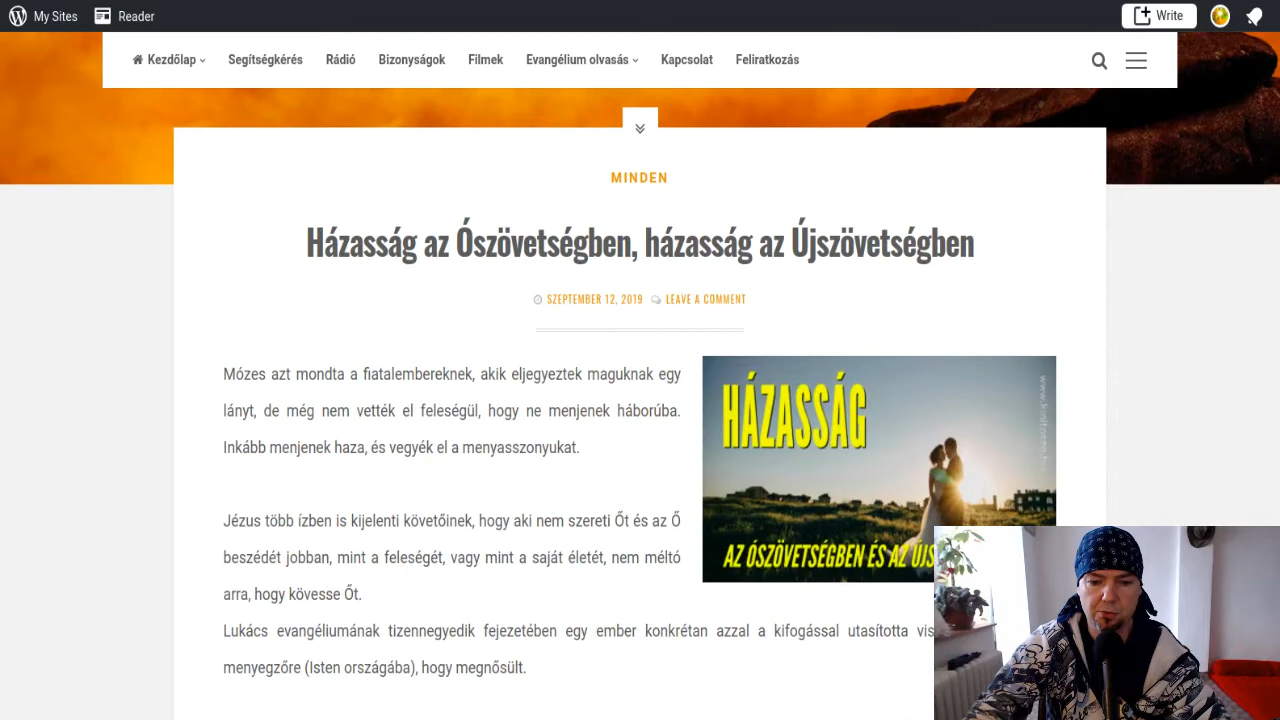 My Sites
Reader
Write
Kezdőlap
Segítségkérés
Rádió
Bizonyságok
Filmek
Evangélium olvasás
Kapcsolat
Feliratkozás
MINDEN
Házasság az Ószövetségben, házasság az Újszövetségben
SZEPTEMBER 12, 2019
LEAVE A COMMENT
Mózes azt mondta a fiatalembereknek, akik eljegyeztek maguknak egy
lányt, de még nem vették el feleségül, hogy ne menjenek háborúba.
Inkább menjenek haza, és vegyék el a menyasszonyukat.
Jézus több ízben is kijelenti követőinek, hogy aki nem szereti Őt és az Ő
beszédét jobban, mint a feleségét, vagy mint a saját életét, nem méltó
arra, hogy kövesse Őt.
Lukács evangéliumának tizennegyedik fejezetében egy ember konkrétan azzal a kifogással utasította vis
menyegzőre (Isten országába), hogy megnősült.
HÁZASSÁG
AZ ÓSZÖVETSÉGBEN ÉS AZ ÚJS